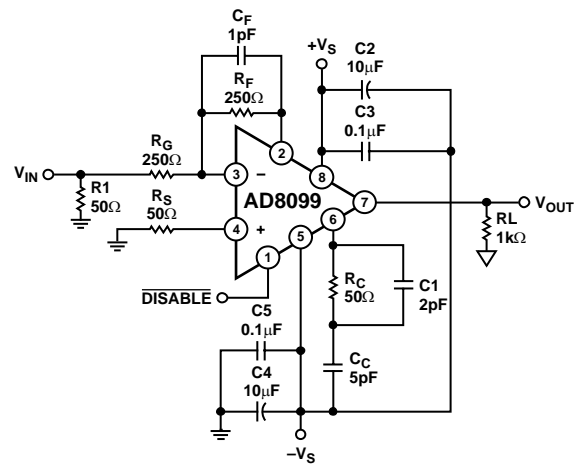 CF
1pF
RF
250Ω
+VS
C2
10µF
C3
0.1µF
VIN
R1
50Ω
RG
250Ω
RS
50Ω
2
3
–
8
AD8099
7
VOUT
RL
1kΩ
4
+
6
5
1
DISABLE
RC
50Ω
C1
2pF
C5
0.1µF
C4
10µF
CC
5pF
–VS